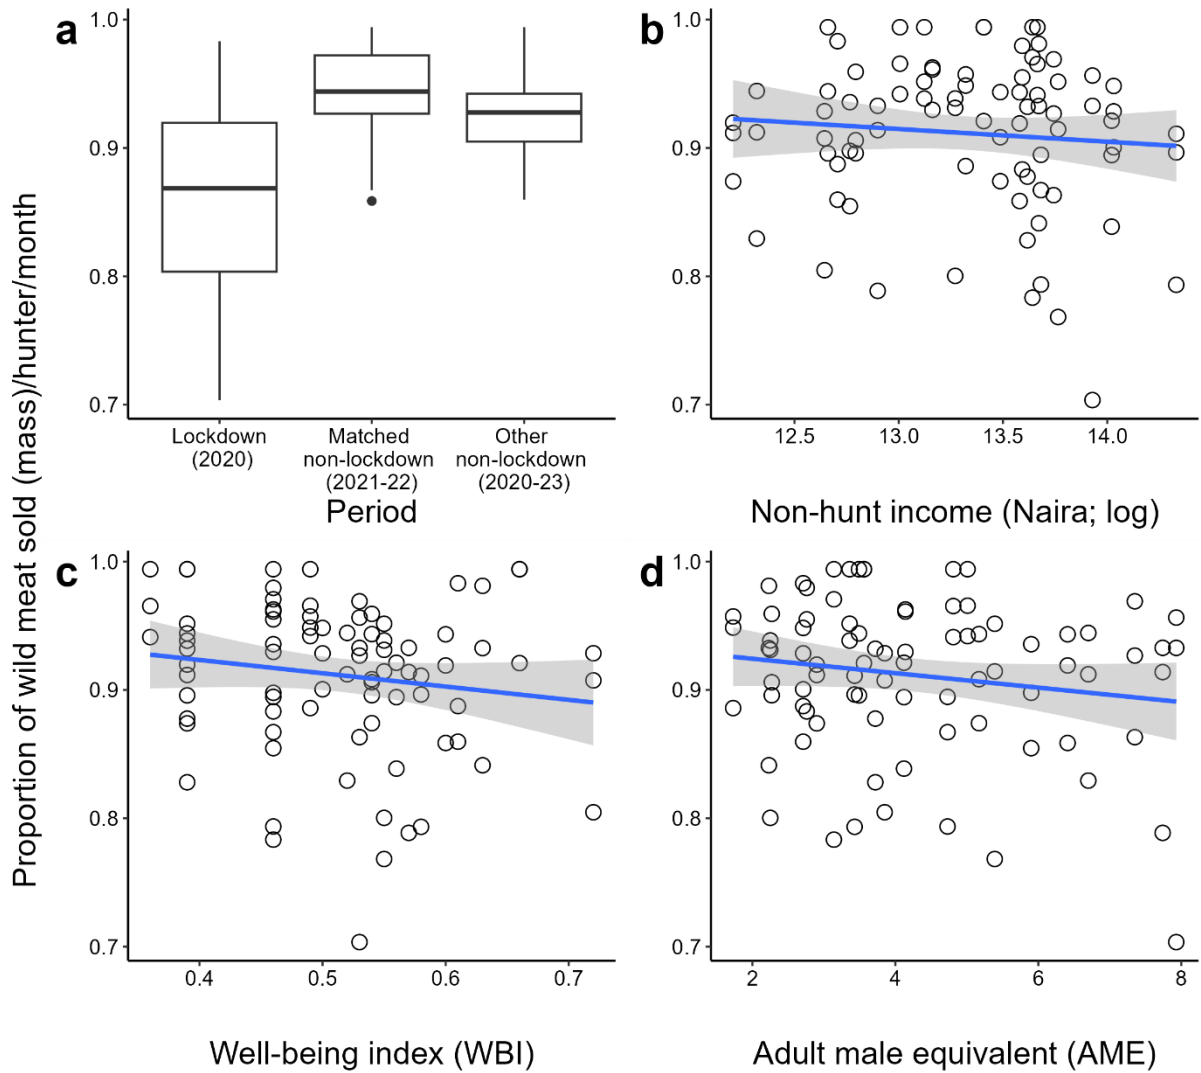 Proportion of wild meat sold (mass)/hunter/month
a
1.0
0.9
0.8
0.7
Lockdown
(2020)
Matched
non-lockdown
(2021-22)
Other
non-lockdown
(2020-23)
Period
b
1.0
0.9
0.8
0.7
12.5 13.0 13.5 14.0
Non-hunt income (Naira; log)
c
1.0
0.9
0.8
0.7
0.4 0.5 0.6 0.7
Well-being index (WBI)
d
1.0
0.9
0.8
0.7
2 4 6 8
Adult male equivalent (AME)